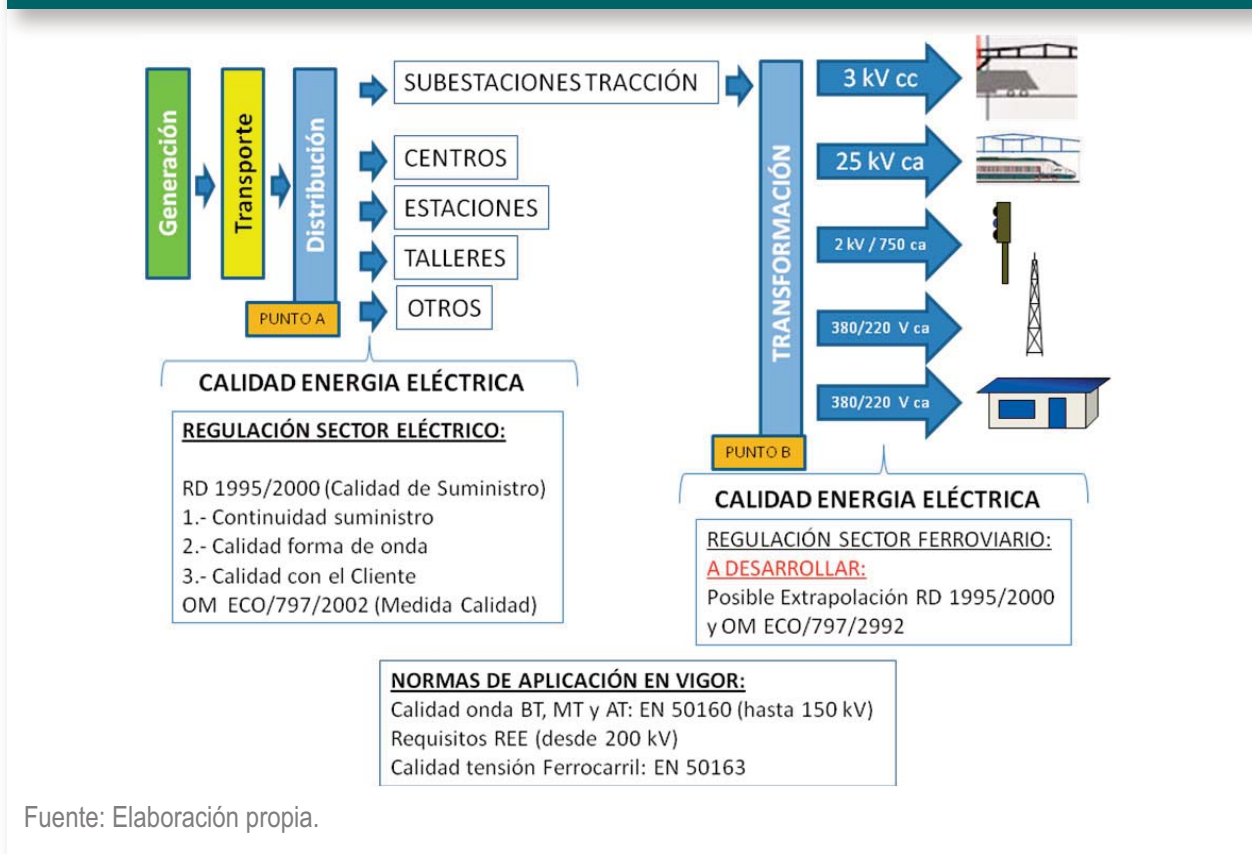 Generación
Transporte
Distribución
PUNTO A
SUBESTACIONES TRACCIÓN
CENTROS
ESTACIONES
TALLERES
OTROS
TRANSFORMACIÓN
PUNTO B
3 kV cc
25 kV ca
2 kV / 750 ca
380/220 V ca
380/220 V ca
CALIDAD ENERGIA ELÉCTRICA
REGULACIÓN SECTOR ELÉCTRICO:
RD 1995/2000 (Calidad de Suministro)
1.- Continuidad suministro
2.- Calidad forma de onda
3.- Calidad con el Cliente
OM ECO/797/2002 (Medida Calidad)
CALIDAD ENERGIA ELÉCTRICA
REGULACIÓN SECTOR FERROVIARIO:
A DESARROLLAR:
Posible Extrapolación RD 1995/2000
y OM ECO/797/2992
NORMAS DE APLICACIÓN EN VIGOR:
Calidad onda BT, MT y AT: EN 50160 (hasta 150 kV)
Requisitos REE (desde 200 kV)
Calidad tensión Ferrocarril: EN 50163
Fuente: Elaboración propia.